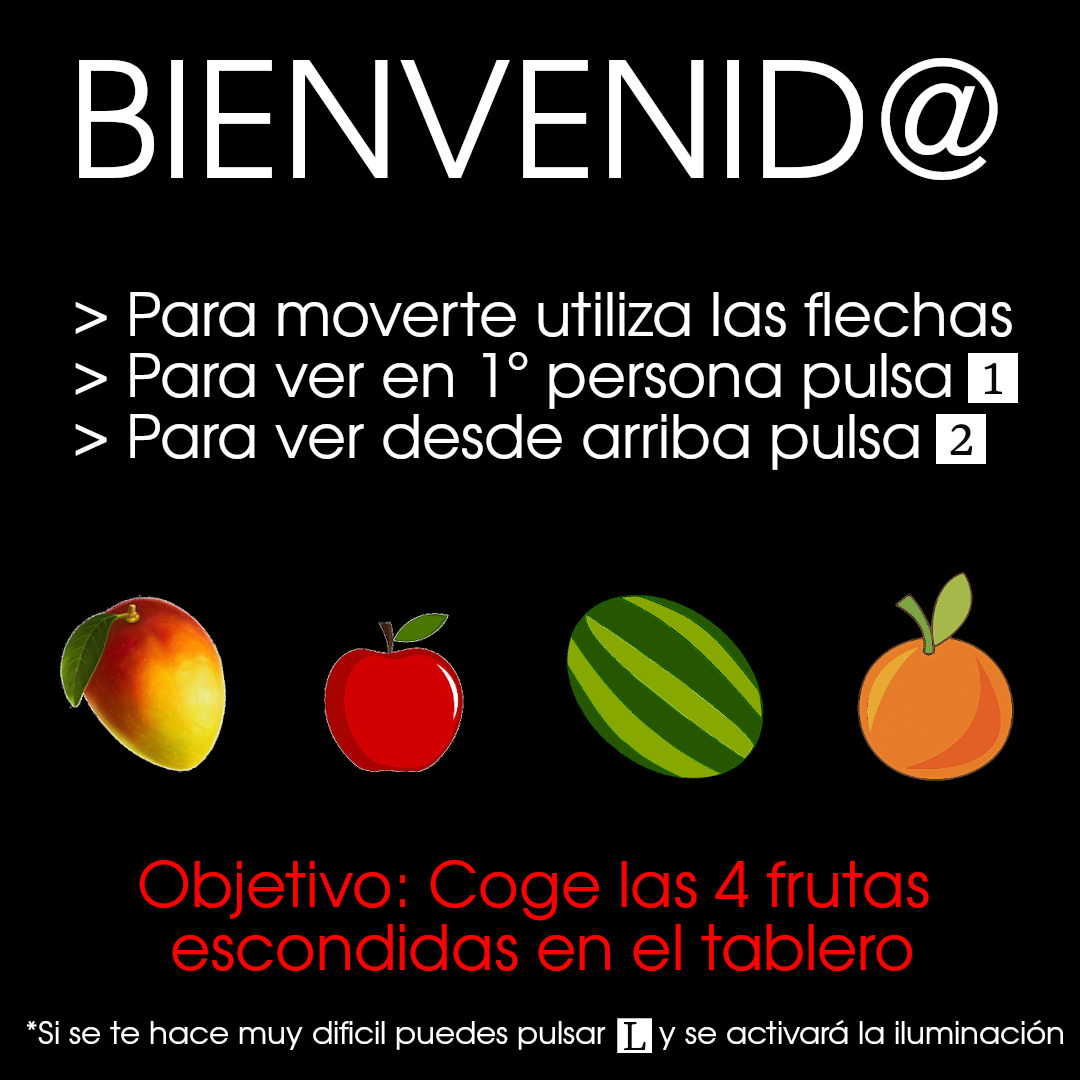 BIENVENID@
> Para moverte utiliza las flechas
> Para ver en 1° persona pulsa 1
> Para ver desde arriba pulsa 2
Objetivo: Coge las 4 frutas
escondidas en el tablero
*Si se te hace muy dificil puedes pulsar L y se activará la iluminación